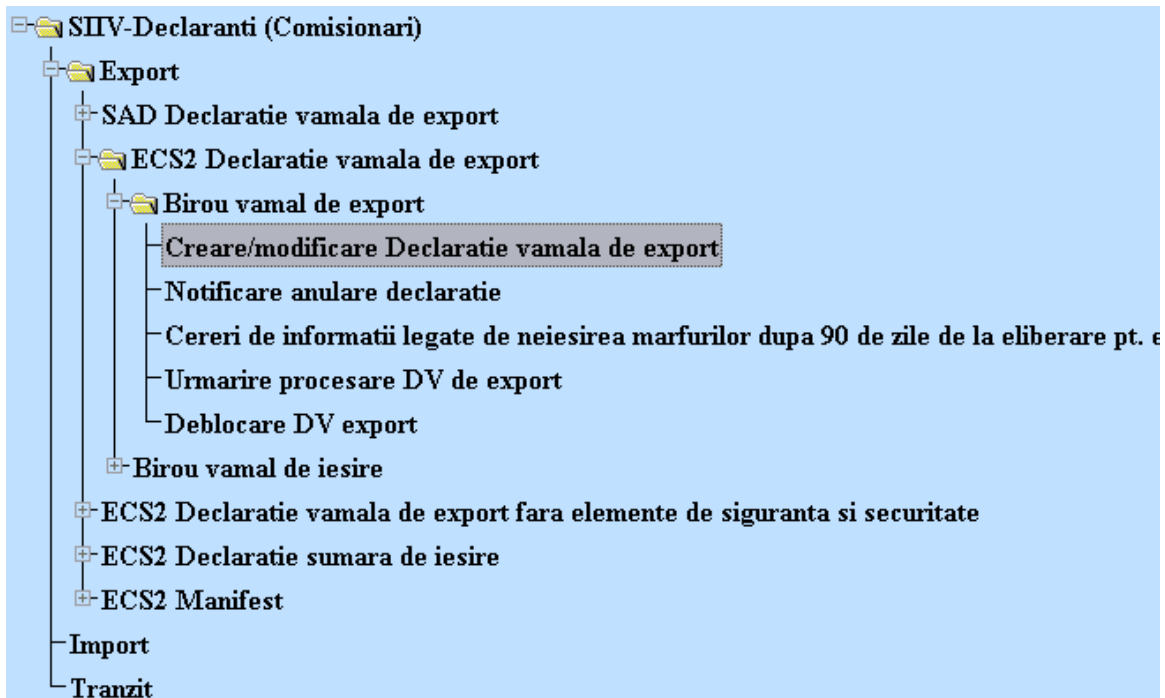 SIIV-Declaranti (Comisionari)
Export
SAD Declaratie vamala de export
ECS2 Declaratie vamala de export
Birou vamal de export
Creare/modificare Declaratie vamala de export
Notificare anulare declaratie
Cereri de informatii legate de neiesirea marfurilor dupa 90 de zile de la eliberare pt. e
Urmarire procesare DV de export
Deblocare DV export
Birou vamal de iesire
ECS2 Declaratie vamala de export fara elemente de siguranta si securitate
ECS2 Declaratie sumara de iesire
ECS2 Manifest
Import
Tranzit